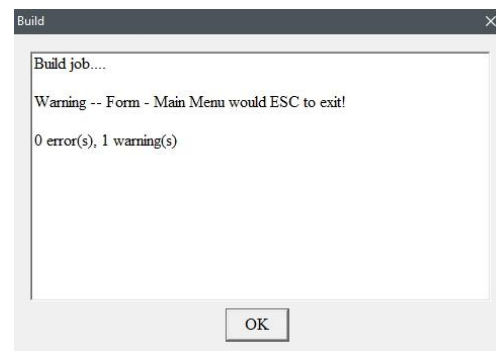 Build
Build job....
Warning -- Form - Main Menu would ESC to exit!
0 error(s), 1 warning(s)
OK